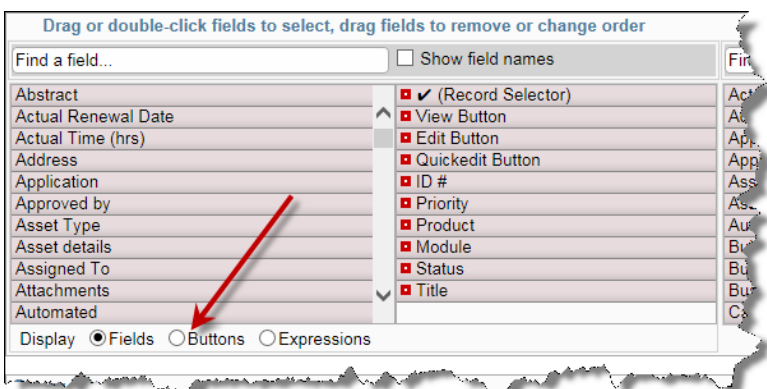 Drag or double-click fields to select, drag fields to remove or change order
Find a field...
Show field names
Abstract
Actual Renewal Date
Actual Time (hrs)
Address
Application
Approved by
Asset Type
Asset details
Assigned To
Attachments
Automated
✔ (Record Selector)
View Button
Edit Button
Quickedit Button
ID #
Priority
Product
Module
Status
Title
Display Fields Buttons Expressions